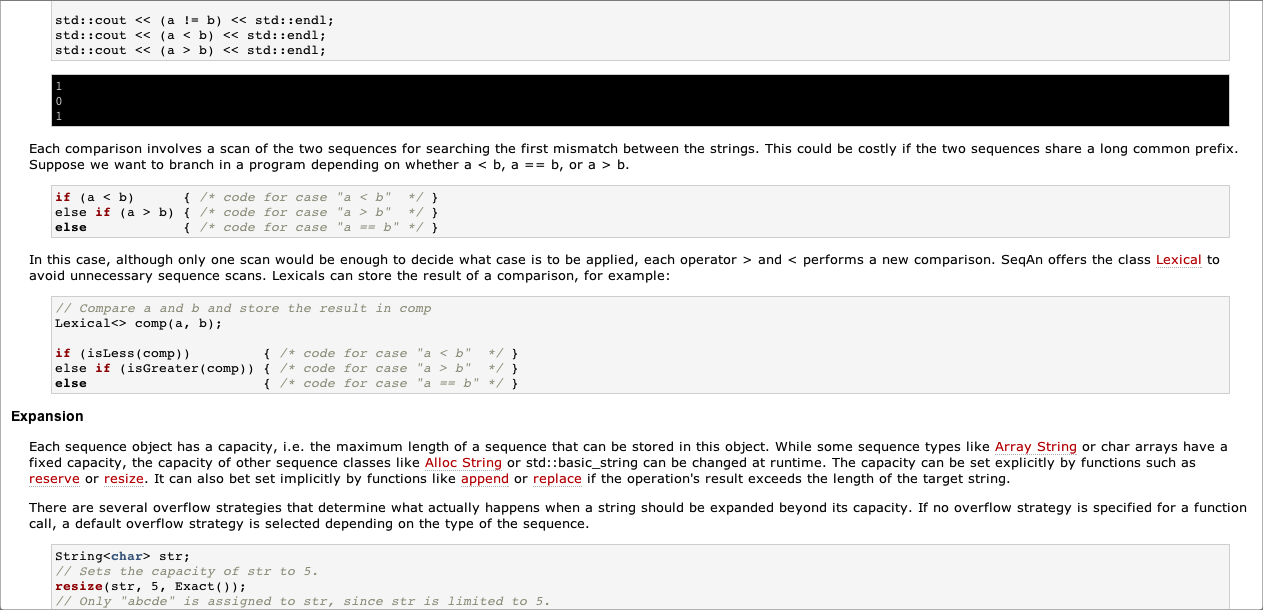 std::cout << (a != b) << std::endl;
std::cout << (a < b) << std::endl;
std::cout << (a > b) << std::endl;
1
0
1
Each comparison involves a scan of the two sequences for searching the first mismatch between the strings. This could be costly if the two sequences share a long common prefix.
Suppose we want to branch in a program depending on whether a < b, a == b, or a > b.
if (a < b)      { /* code for case "a < b"  */ }
else if (a > b) { /* code for case "a > b"  */ }
else            { /* code for case "a == b" */ }
In this case, although only one scan would be enough to decide what case is to be applied, each operator > and < performs a new comparison. SeqAn offers the class Lexical to
avoid unnecessary sequence scans. Lexicals can store the result of a comparison, for example:
// Compare a and b and store the result in comp
Lexical<> comp(a, b);
if (isLess(comp))         { /* code for case "a < b"  */ }
else if (isGreater(comp)) { /* code for case "a > b"  */ }
else                      { /* code for case "a == b" */ }
Expansion
Each sequence object has a capacity, i.e. the maximum length of a sequence that can be stored in this object. While some sequence types like Array String or char arrays have a
fixed capacity, the capacity of other sequence classes like Alloc String or std::basic_string can be changed at runtime. The capacity can be set explicitly by functions such as
reserve or resize. It can also bet set implicitly by functions like append or replace if the operation's result exceeds the length of the target string.
There are several overflow strategies that determine what actually happens when a string should be expanded beyond its capacity. If no overflow strategy is specified for a function
call, a default overflow strategy is selected depending on the type of the sequence.
String<char> str;
// Sets the capacity of str to 5.
resize(str, 5, Exact());
// Only "abcde" is assigned to str, since str is limited to 5.